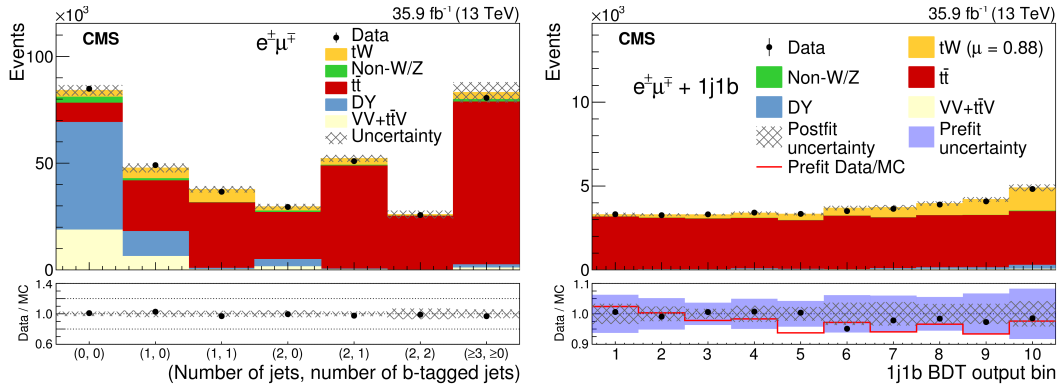 ×10³
35.9 fb⁻¹ (13 TeV)
CMS
e±μ∓
Data
tW
Non-W/Z
tt̄
DY
VV+tt̄V
Uncertainty
Events
100
50
0
Data / MC
1.4
1.0
0.6
(0, 0)
(1, 0)
(1, 1)
(2, 0)
(2, 1)
(2, 2)
(≥3, ≥0)
(Number of jets, number of b-tagged jets)
×10³
35.9 fb⁻¹ (13 TeV)
CMS
e±μ∓ + 1j1b
Data
tW (μ = 0.88)
Non-W/Z
tt̄
DY
VV+tt̄V
Postfit
uncertainty
Prefit
uncertainty
Prefit Data/MC
Events
10
5
0
Data / MC
1.1
1.0
0.9
1 2 3 4 5 6 7 8 9 10
1j1b BDT output bin